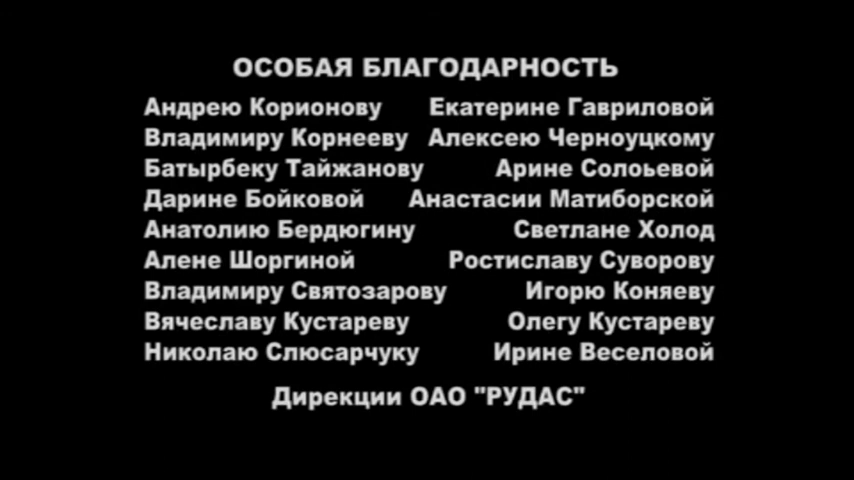 ОСОБАЯ БЛАГОДАРНОСТЬ
Андрею Корионову Екатерине Гавриловой
Владимиру Корнееву Алексею Черноуцкому
Батырбеку Тайжанову Арине Солоьевой
Дарине Бойковой Анастасии Матиборской
Анатолию Бердюгину Светлане Холод
Алене Шоргиной Ростиславу Суворову
Владимиру Святозарову Игорю Коняеву
Вячеславу Кустареву Олегу Кустареву
Николаю Слюсарчуку Ирине Веселовой
Дирекции ОАО "РУДАС"